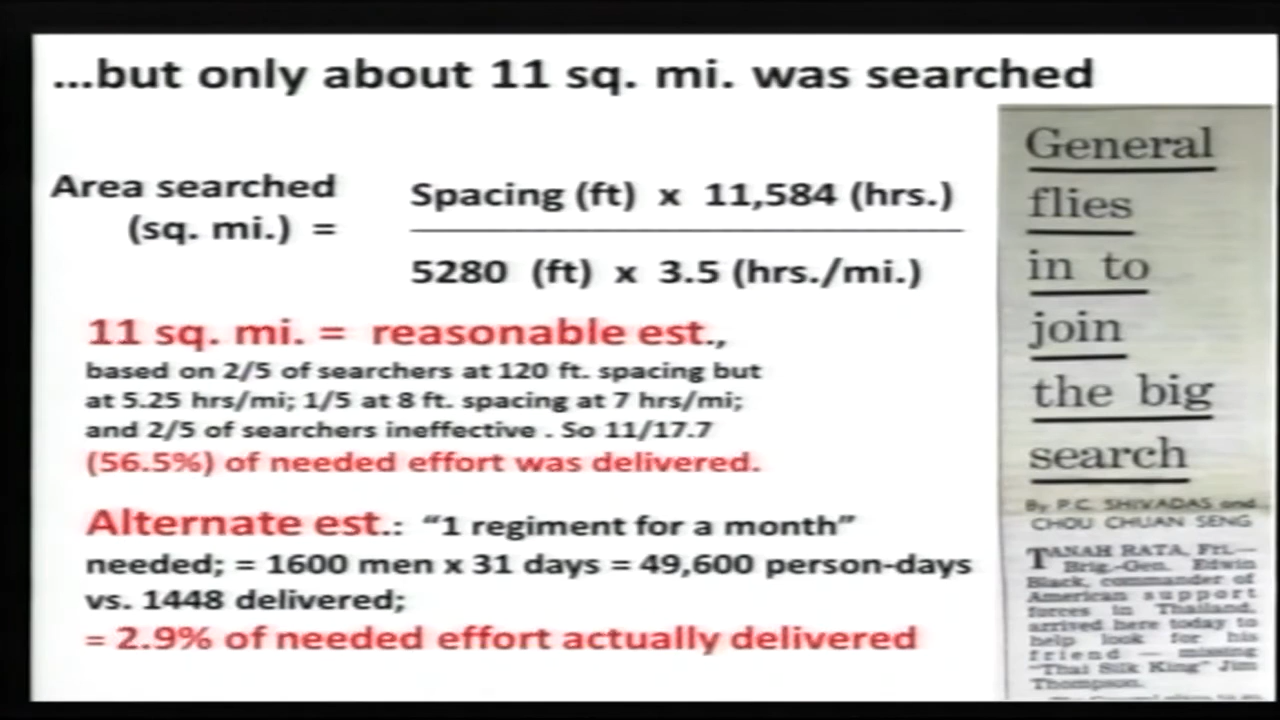 ...but only about 11 sq. mi. was searched
Area searched
(sq. mi.) =
Spacing (ft) x 11,584 (hrs.)
5280 (ft) x 3.5 (hrs./mi.)
11 sq. mi. = reasonable est.,
based on 2/5 of searchers at 120 ft. spacing but
at 5.25 hrs/mi; 1/5 at 8 ft. spacing at 7 hrs/mi;
and 2/5 of searchers ineffective . So 11/17.7
(56.5%) of needed effort was delivered.
Alternate est.: “1 regiment for a month”
needed; = 1600 men x 31 days = 49,600 person-days
vs. 1448 delivered;
= 2.9% of needed effort actually delivered
General
flies
in to
join
the big
search
By P.C. SHIVADAS and
CHOU CHUAN SENG
TANAH RATA, Fri.—
Brig.-Gen. Edwin
Black, commander of
American support
forces in Thailand,
arrived here today to
help look for his
friend — missing
"Thai Silk King" Jim
Thompson.